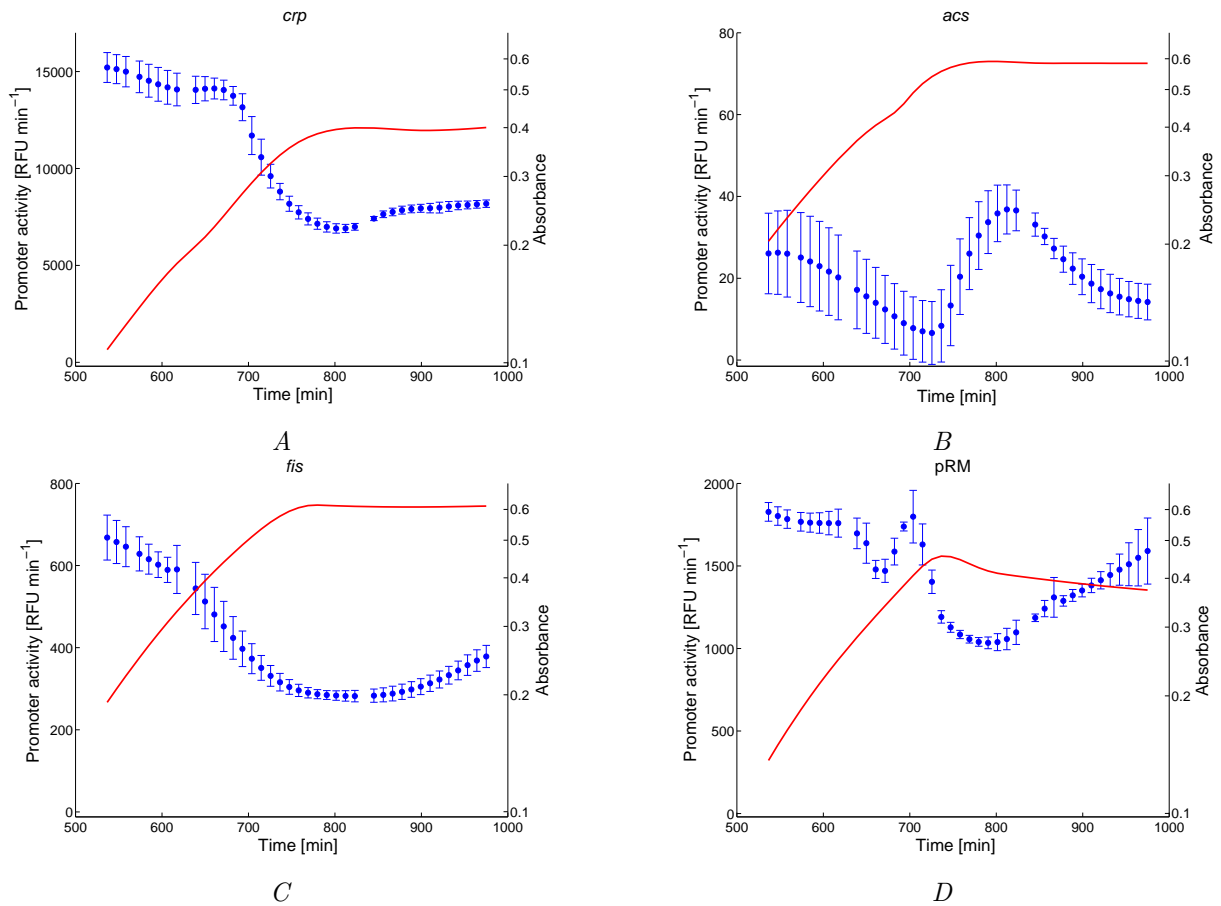 crp
Promoter activity [RFU min⁻¹]
15000
10000
5000
0
0.6
0.5
0.4
0.3
0.2
0.1
Absorbance
500 600 700 800 900 1000
Time [min]
A
acs
Promoter activity [RFU min⁻¹]
80
60
40
20
0
0.6
0.5
0.4
0.3
0.2
0.1
Absorbance
500 600 700 800 900 1000
Time [min]
B
fis
Promoter activity [RFU min⁻¹]
800
600
400
200
0
0.6
0.5
0.4
0.3
0.2
0.1
Absorbance
500 600 700 800 900 1000
Time [min]
C
pRM
Promoter activity [RFU min⁻¹]
2000
1500
1000
500
0
0.6
0.5
0.4
0.3
0.2
0.1
Absorbance
500 600 700 800 900 1000
Time [min]
D